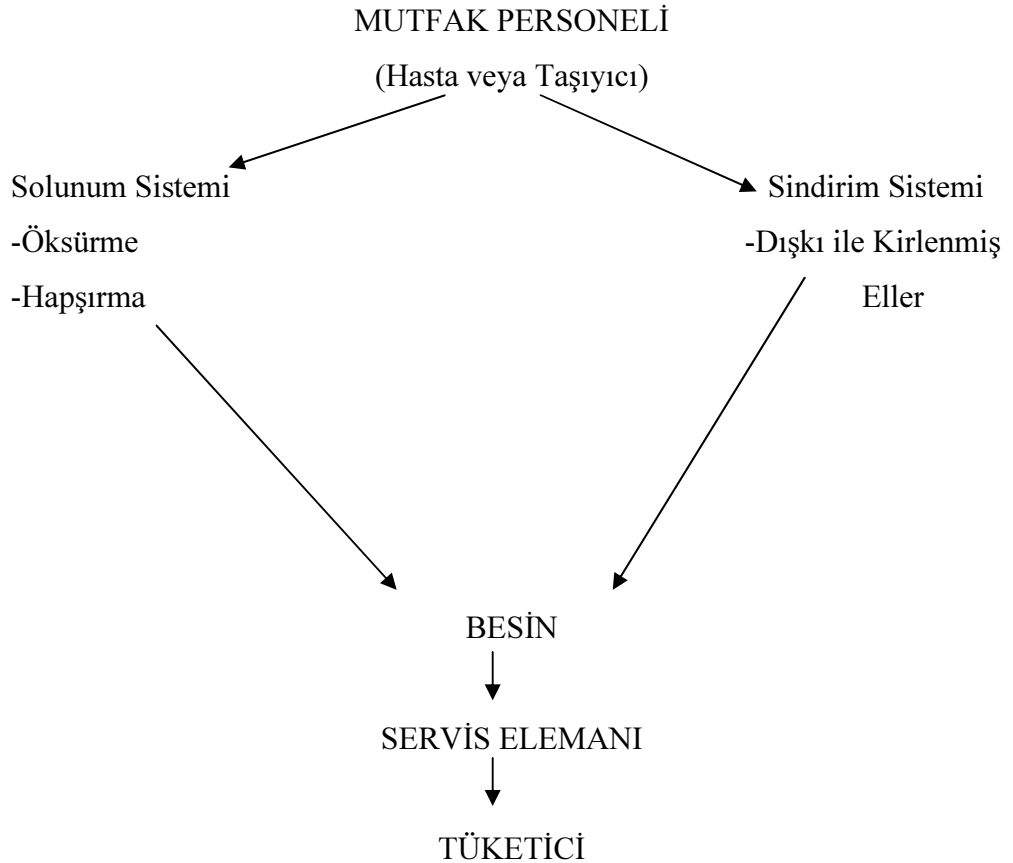 MUTFAK PERSONELİ
(Hasta veya Taşıyıcı)
Solunum Sistemi
-Öksürme
-Hapşırma
Sindirim Sistemi
-Dışkı ile Kirlenmiş
Eller
BESİN
SERVİS ELEMANI
TÜKETİCİ